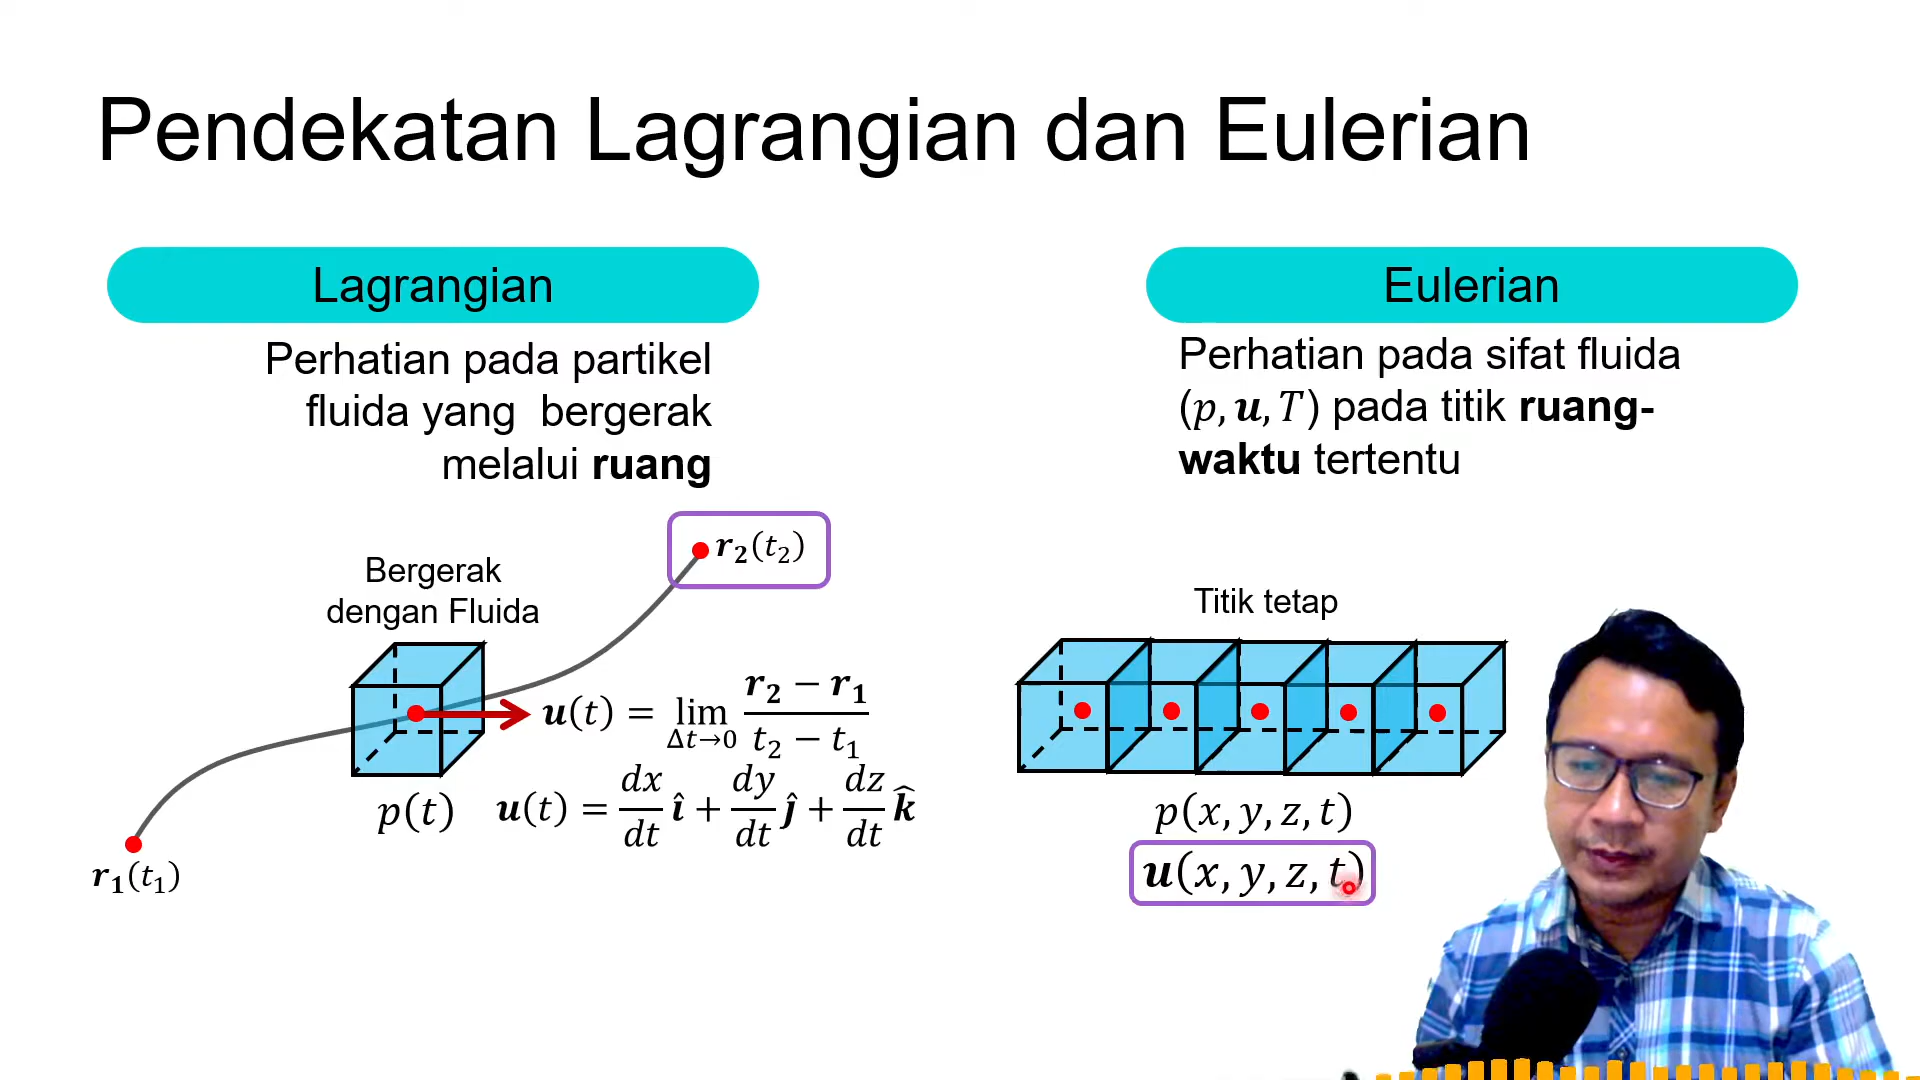 Pendekatan Lagrangian dan Eulerian
Lagrangian
Perhatian pada partikel
fluida yang bergerak
melalui ruang
r₂(t₂)
Bergerak
dengan Fluida
u(t) = lim Δt→0 (r₂ − r₁)/(t₂ − t₁)
p(t)
u(t) = dx/dt î + dy/dt ĵ + dz/dt k̂
r₁(t₁)
Eulerian
Perhatian pada sifat fluida
(p, u, T) pada titik ruang-
waktu tertentu
Titik tetap
p(x, y, z, t)
u(x, y, z, t)